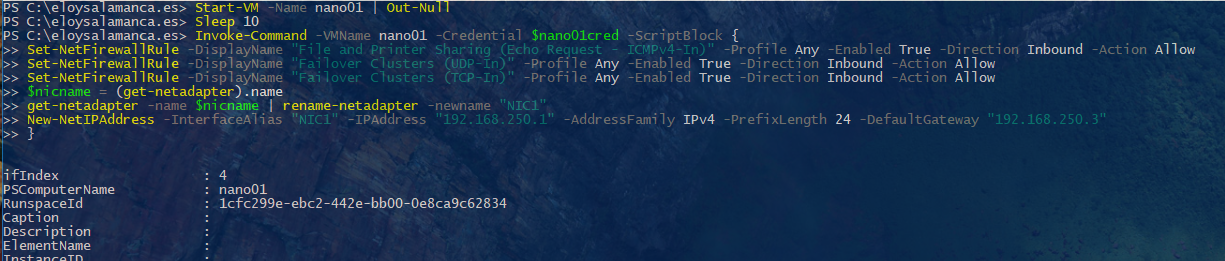 PS C:\eloysalamanca.es> Start-VM -Name nano01 | Out-Null
PS C:\eloysalamanca.es> Sleep 10
PS C:\eloysalamanca.es> Invoke-Command -VMName nano01 -Credential $nano01cred -ScriptBlock {
>> Set-NetFirewallRule -DisplayName "File and Printer Sharing (Echo Request - ICMPv4-In)" -Profile Any -Enabled True -Direction Inbound -Action Allow
>> Set-NetFirewallRule -DisplayName "Failover Clusters (UDP-In)" -Profile Any -Enabled True -Direction Inbound -Action Allow
>> Set-NetFirewallRule -DisplayName "Failover Clusters (TCP-In)" -Profile Any -Enabled True -Direction Inbound -Action Allow
>> $nicname = (get-netadapter).name
>> get-netadapter -name $nicname | rename-netadapter -newname "NIC1"
>> New-NetIPAddress -InterfaceAlias "NIC1" -IPAddress "192.168.250.1" -AddressFamily IPv4 -PrefixLength 24 -DefaultGateway "192.168.250.3"
>> }
ifIndex : 4
PSComputerName : nano01
RunspaceId : 1cfc299e-ebc2-442e-bb00-0e8ca9c62834
Caption :
Description :
ElementName :
InstanceID :